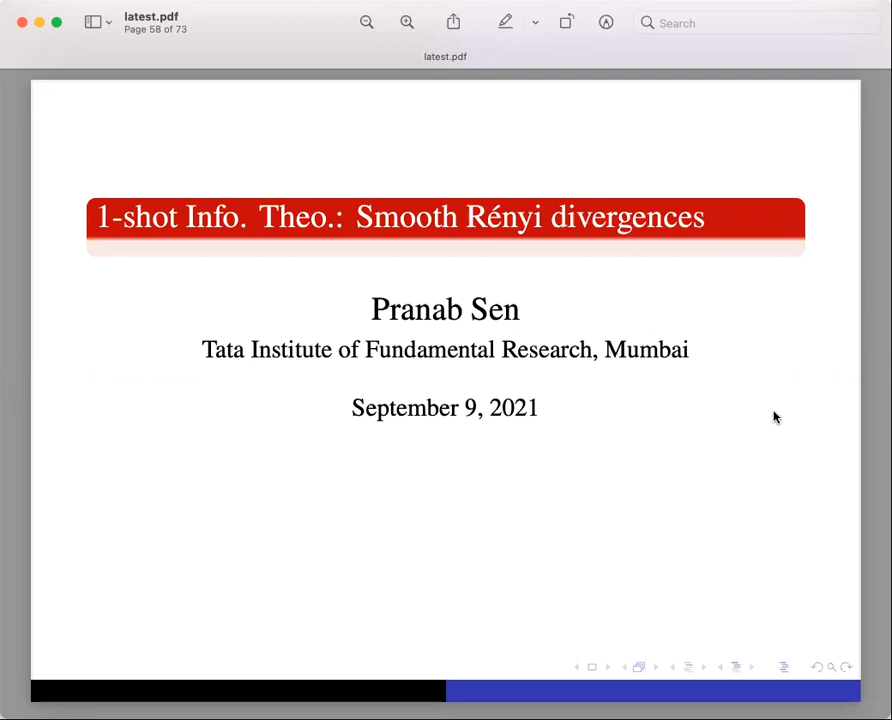 latest.pdf
Page 58 of 73
Search
latest.pdf
1-shot Info. Theo.: Smooth Rényi divergences
Pranab Sen
Tata Institute of Fundamental Research, Mumbai
September 9, 2021